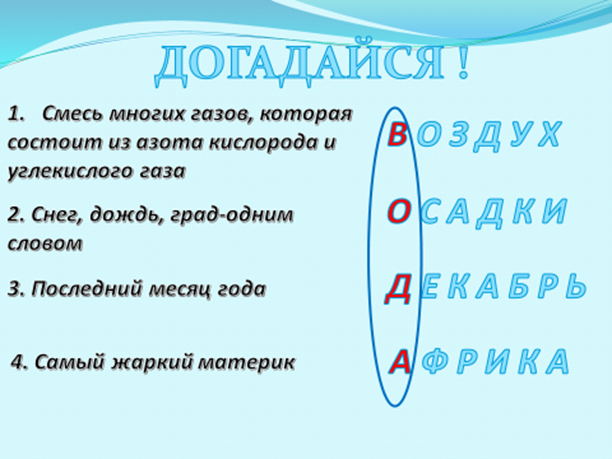 ДОГАДАЙСЯ !
1. Смесь многих газов, которая
состоит из азота кислорода и
углекислого газа
В О З Д У Х
2. Снег, дождь, град-одним
словом
О С А Д К И
3. Последний месяц года
Д Е К А Б Р Ь
4. Самый жаркий материк
А Ф Р И К А